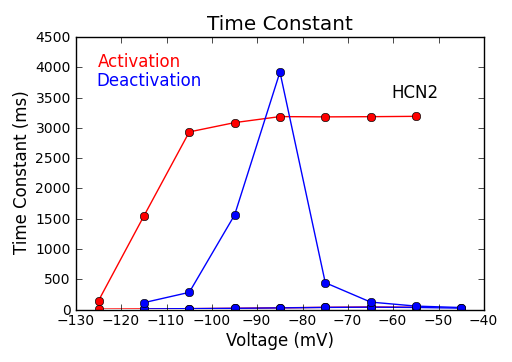 Time Constant
4500
4000
3500
3000
2500
2000
1500
1000
500
0
Time Constant (ms)
Activation
Deactivation
HCN2
−130 −120 −110 −100 −90 −80 −70 −60 −50 −40
Voltage (mV)